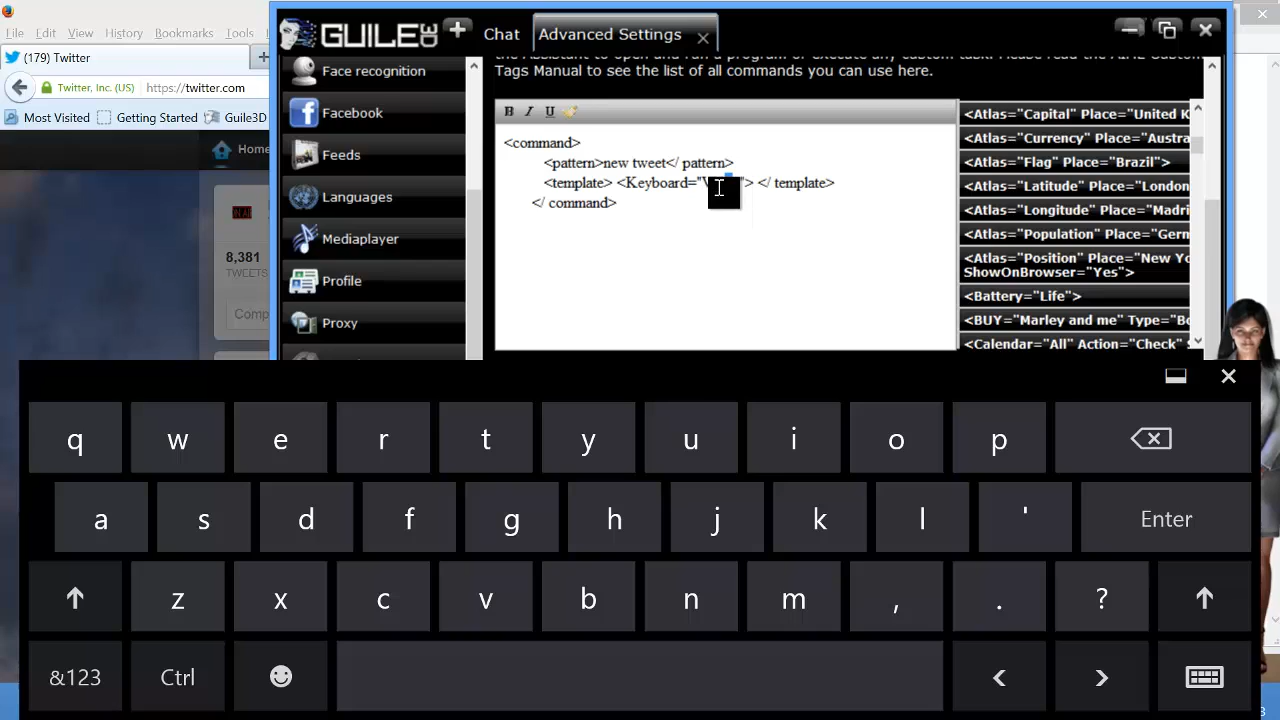 GUILE 3D
+
Chat
Advanced Settings
File Edit View History Bookmarks Tools
(179) Twitter
Twitter, Inc. (US)
https://twitter.com
Most Visited
Getting Started
Guile3D
Home
8,381
TWEETS
Face recognition
Facebook
Feeds
Languages
Mediaplayer
Profile
Proxy
the Assistant to open and run a program or execute any custom task. Please read the AIML Custom
Tags Manual to see the list of all commands you can use here.
B I U
<command>
<pattern>new tweet</ pattern>
<template> <Keyboard="V "> </ template>
</ command>
<Atlas="Capital" Place="United K
<Atlas="Currency" Place="Austra
<Atlas="Flag" Place="Brazil">
<Atlas="Latitude" Place="London
<Atlas="Longitude" Place="Madri
<Atlas="Population" Place="Germ
<Atlas="Position" Place="New Yo
ShowOnBrowser="Yes">
<Battery="Life">
<BUY="Marley and me" Type="Bo
<Calendar="All" Action="Check"
q w e r t y u i o p
a s d f g h j k l ' Enter
z x c v b n m , . ?
&123 Ctrl < >